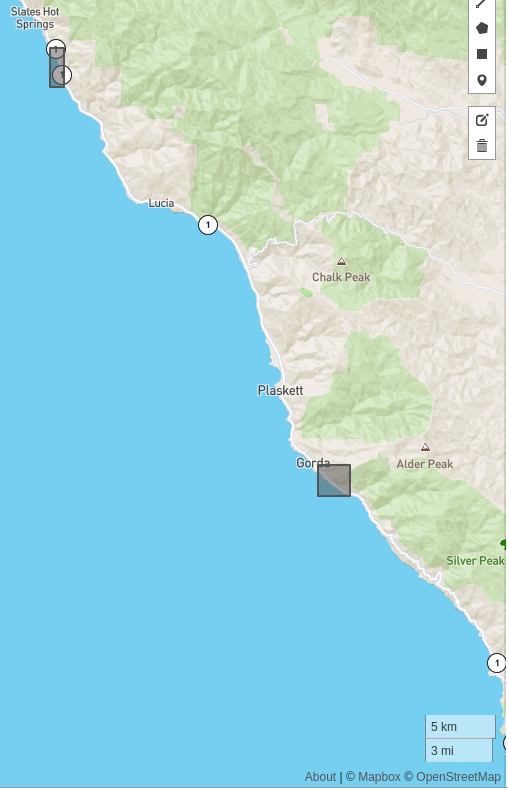 Slates Hot
Springs
1
1
Lucia
1
Chalk Peak
Plaskett
Gorda
Alder Peak
Silver Peak
1
5 km
3 mi
About | © Mapbox © OpenStreetMap